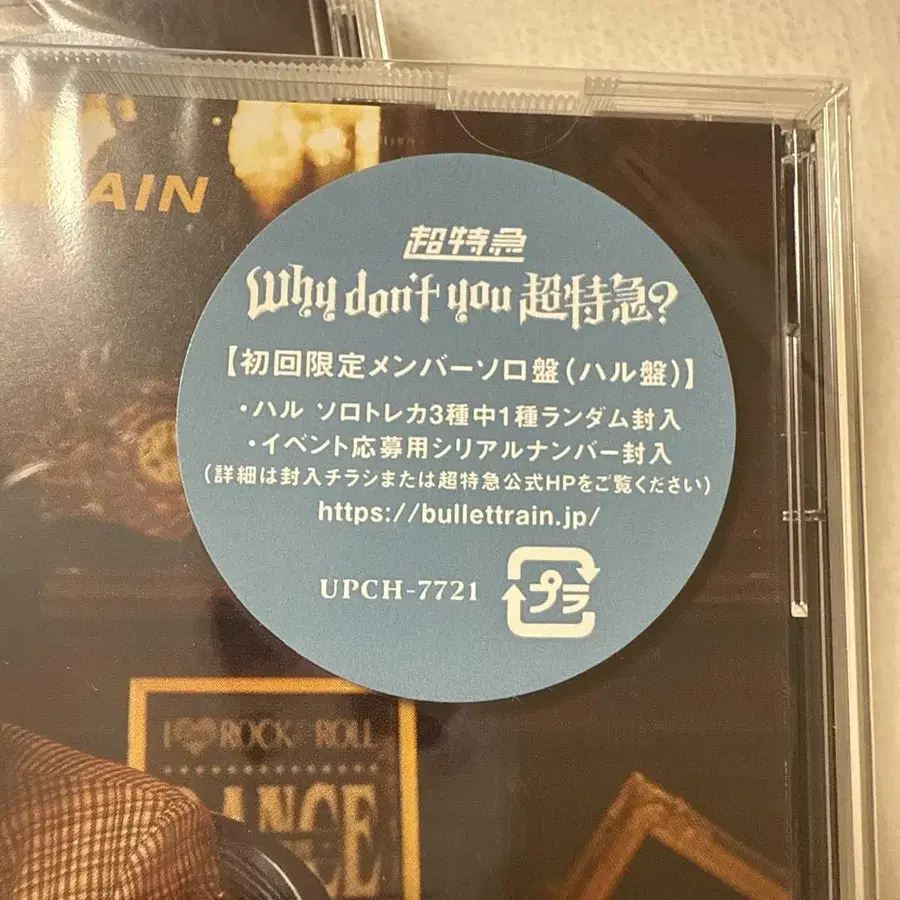 AIN
超特急
Why don't you 超特急?
【初回限定メンバーソロ盤(ハル盤)】
・ハル ソロトレカ3種中1種ランダム封入
・イベント応募用シリアルナンバー封入
(詳細は封入チラシまたは超特急公式HPをご覧ください)
https://bullettrain.jp/
UPCH-7721
プラ
I ROCK ROLL
ANCE